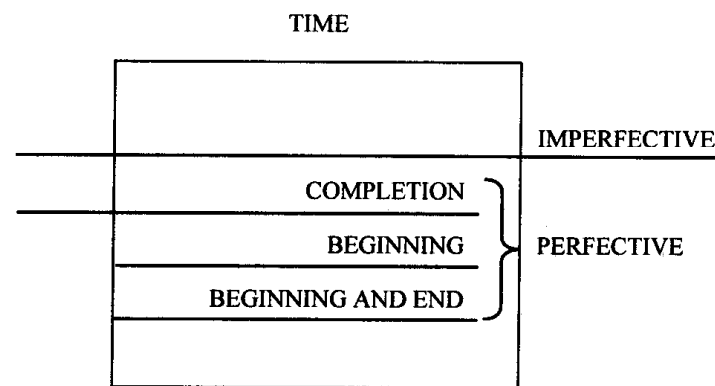 TIME
IMPERFECTIVE
COMPLETION
BEGINNING
PERFECTIVE
BEGINNING AND END